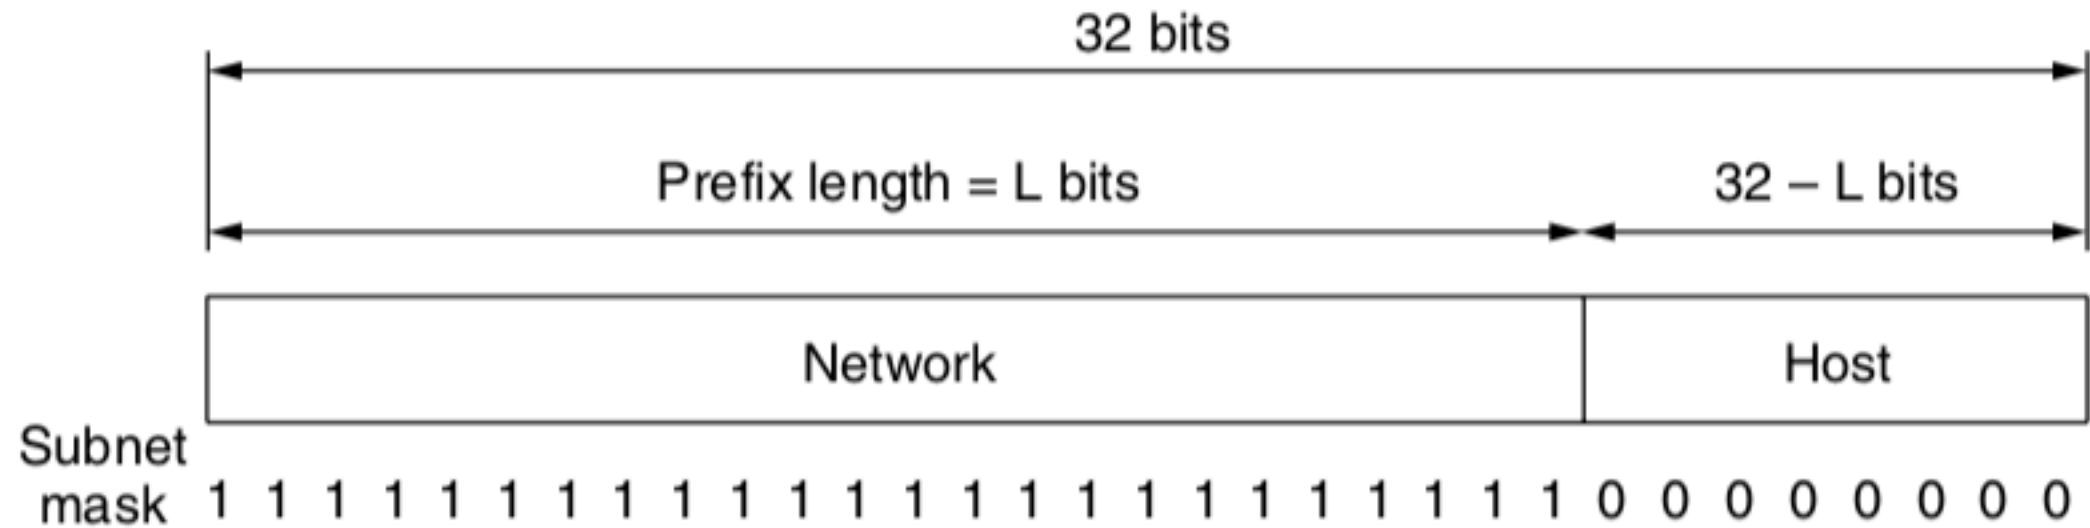 32 bits
Prefix length = L bits 32 – L bits
Network Host
Subnet
mask 1 1 1 1 1 1 1 1 1 1 1 1 1 1 1 1 1 1 1 1 1 1 1 1 0 0 0 0 0 0 0 0